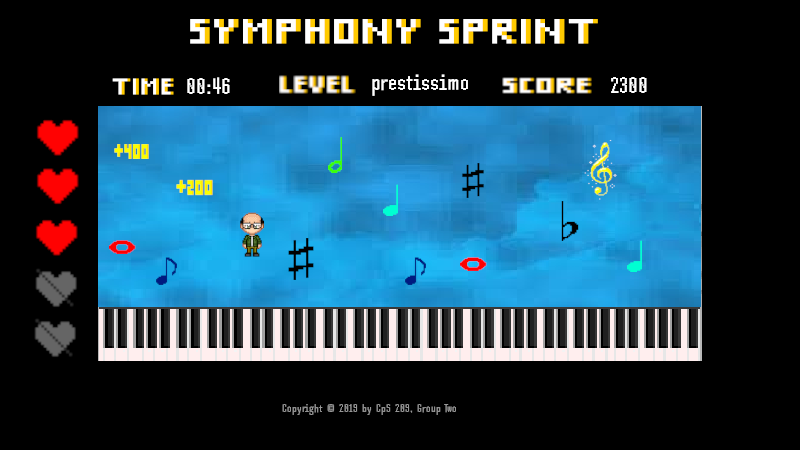 SYMPHONY SPRINT
TIME 00:46 LEVEL prestissimo SCORE 2300
+400
+200
Copyright © 2019 by CpS 209, Group Two